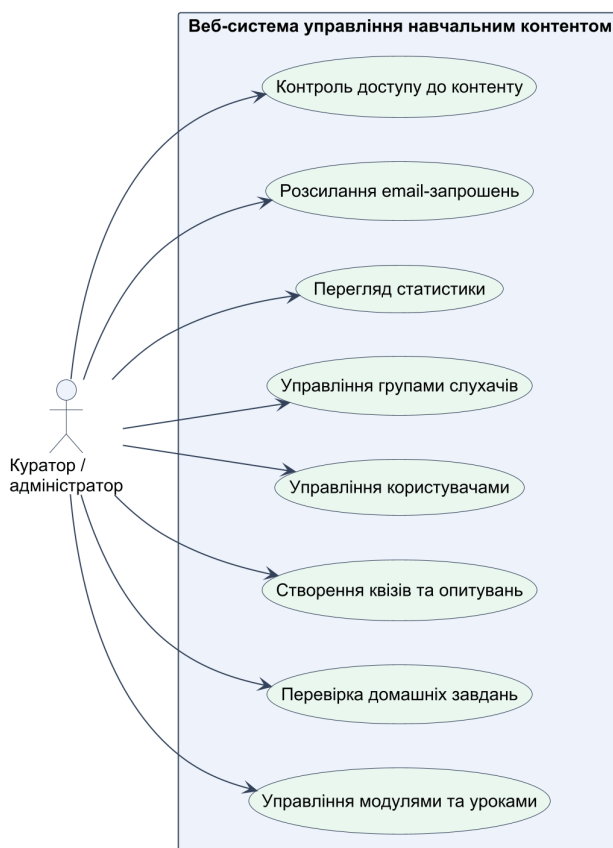 Веб-система управління навчальним контентом
Контроль доступу до контенту
Розсилання email-запрошень
Перегляд статистики
Управління групами слухачів
Куратор /
адміністратор
Управління користувачами
Створення квізів та опитувань
Перевірка домашніх завдань
Управління модулями та уроками